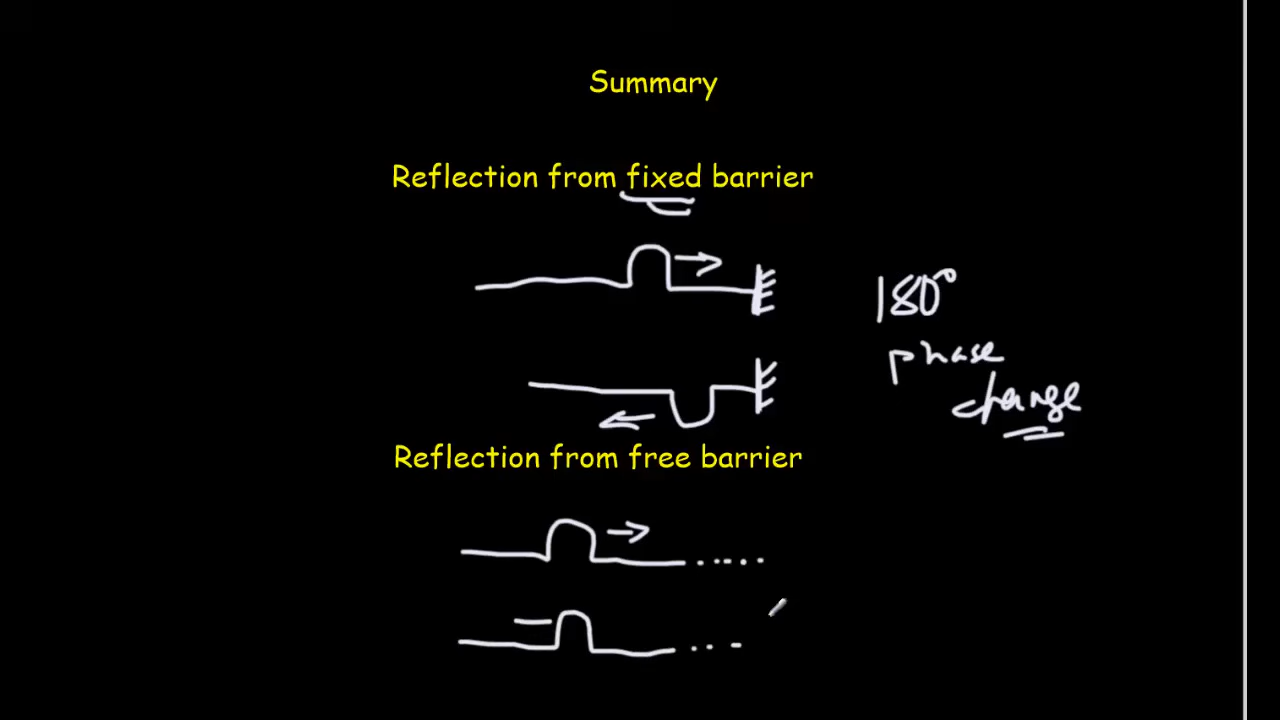 Summary
Reflection from fixed barrier
180°
phase
change
Reflection from free barrier